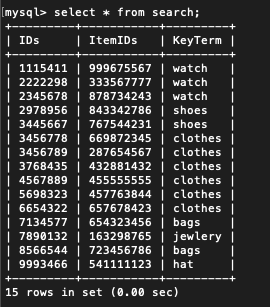 [mysql> select * from search;
+---------+-----------+---------+
| IDs     | ItemIDs   | KeyTerm |
+---------+-----------+---------+
| 1115411 | 999675567 | watch   |
| 2222298 | 333567777 | watch   |
| 2345678 | 878734243 | watch   |
| 2978956 | 843342786 | shoes   |
| 3445667 | 767544231 | shoes   |
| 3456778 | 669872345 | clothes |
| 3456789 | 287654567 | clothes |
| 3768435 | 432881432 | clothes |
| 4567889 | 455555555 | clothes |
| 5698323 | 457763844 | clothes |
| 6654322 | 657678423 | clothes |
| 7134577 | 654323456 | bags    |
| 7890132 | 163298765 | jewlery |
| 8566544 | 723456786 | bags    |
| 9993466 | 541111123 | hat     |
+---------+-----------+---------+
15 rows in set (0.00 sec)